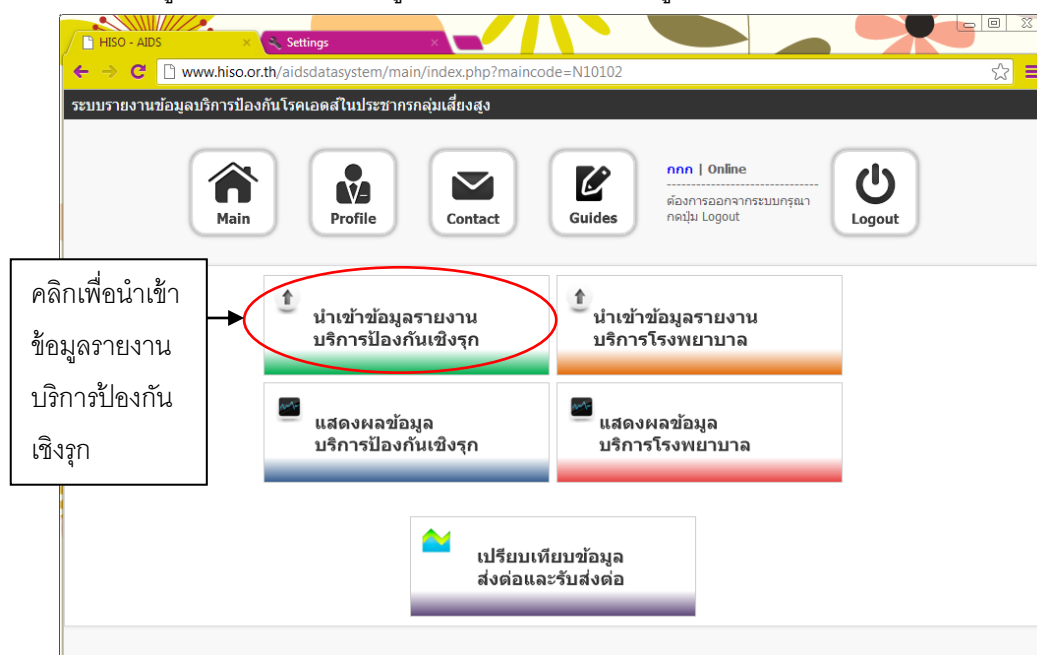 HISO - AIDS
Settings
www.hiso.or.th/aidsdatasystem/main/index.php?maincode=N10102
ระบบรายงานข้อมูลบริการป้องกันโรคเอดส์ในประชากรกลุ่มเสี่ยงสูง
Main
Profile
Contact
Guides
กกก | Online
ต้องการออกจากระบบกรุณา
กดปุ่ม Logout
Logout
คลิกเพื่อนำเข้า
ข้อมูลรายงาน
บริการป้องกัน
เชิงรุก
นำเข้าข้อมูลรายงาน
บริการป้องกันเชิงรุก
นำเข้าข้อมูลรายงาน
บริการโรงพยาบาล
แสดงผลข้อมูล
บริการป้องกันเชิงรุก
แสดงผลข้อมูล
บริการโรงพยาบาล
เปรียบเทียบข้อมูล
ส่งต่อและรับส่งต่อ